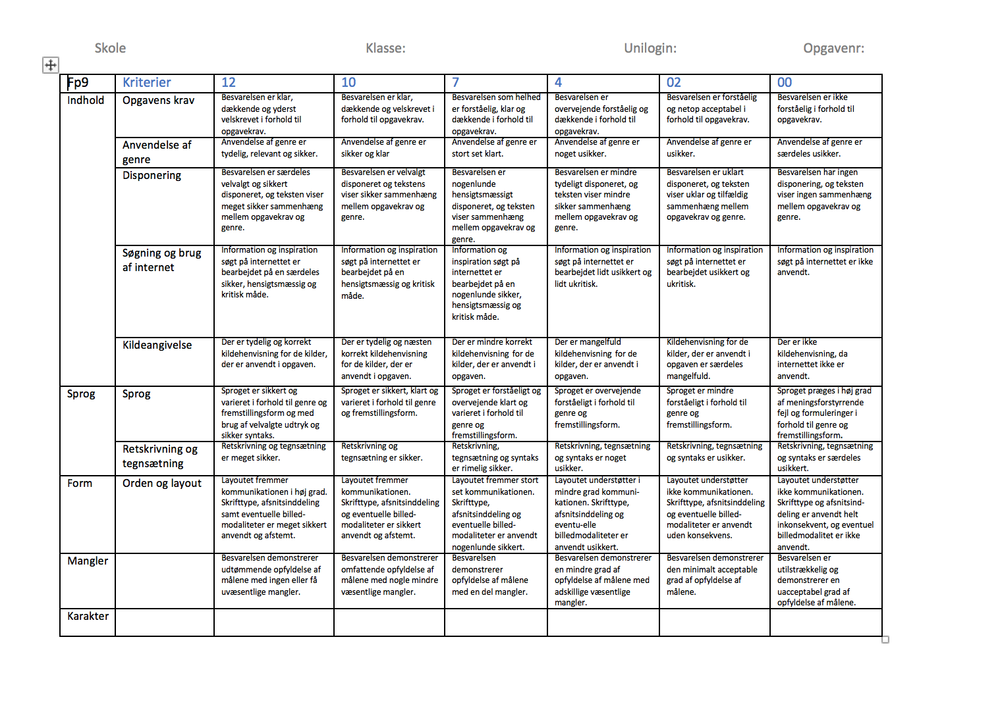 Skole Klasse: Unilogin: Opgavenr:
Fp9 Kriterier 12 10 7 4 02 00
Indhold
Opgavens krav
Besvarelsen er klar,
dækkende og yderst
velskrevet i forhold til
opgavekrav.
Besvarelsen er klar,
dækkende og velskrevet i
forhold til opgavekrav.
Besvarelsen som helhed
er forståelig, klar og
dækkende i forhold til
opgavekrav.
Besvarelsen er
overvejende forståelig og
dækkende i forhold til
opgavekrav.
Besvarelsen er forståelig
og netop acceptabel i
forhold til opgavekrav.
Besvarelsen er ikke
forståelig i forhold til
opgavekrav.
Anvendelse af
genre
Anvendelse af genre er
tydelig, relevant og sikker.
Anvendelse af genre er
sikker og klar
Anvendelse af genre er
stort set klart.
Anvendelse af genre er
noget usikker.
Anvendelse af genre er
usikker.
Anvendelse af genre er
særdeles usikker.
Disponering
Besvarelsen er særdeles
velvalgt og sikkert
disponeret, og teksten viser
meget sikker sammenhæng
mellem opgavekrav og
genre.
Besvarelsen er velvalgt
disponeret og tekstens
viser sikker sammenhæng
mellem opgavekrav og
genre.
Besvarelsen er
nogenlunde
hensigtsmæssigt
disponeret, og teksten
viser sammenhæng
mellem opgavekrav og
genre.
Besvarelsen er mindre
tydeligt disponeret, og
teksten viser mindre
sikker sammenhæng
mellem opgavekrav og
genre.
Besvarelsen er uklart
disponeret, og teksten
viser uklar og tilfældig
sammenhæng mellem
opgavekrav og genre.
Besvarelsen har ingen
disponering, og teksten
viser ingen sammenhæng
mellem opgavekrav og
genre.
Søgning og brug
af internet
Information og inspiration
søgt på internettet er
bearbejdet på en særdeles
sikker, hensigtsmæssig og
kritisk måde.
Information og inspiration
søgt på internettet er
bearbejdet på en
hensigtsmæssig og kritisk
måde.
Information og
inspiration søgt på
internettet er
bearbejdet på en
nogenlunde sikker,
hensigtsmæssig og
kritisk måde.
Information og inspiration
søgt på internettet er
bearbejdet lidt usikkert og
lidt ukritisk.
Information og inspiration
søgt på internettet er
bearbejdet usikkert og
ukritisk.
Information og inspiration
søgt på internettet er ikke
anvendt.
Kildeangivelse
Der er tydelig og korrekt
kildehenvisning for de kilder,
der er anvendt i opgaven.
Der er tydelig og næsten
korrekt kildehenvisning
for de kilder, der er
anvendt i opgaven.
Der er mindre korrekt
kildehenvisning for de
kilder, der er anvendt i
opgaven.
Der er mangelfuld
kildehenvisning for de
kilder, der er anvendt i
opgaven.
Kildehenvisning for de
kilder, der er anvendt i
opgaven er særdeles
mangelfuld.
Der er ikke
kildehenvisning, da
internettet ikke er
anvendt.
Sprog
Sprog
Sproget er sikkert og
varieret i forhold til genre og
fremstillingsform og med
brug af velvalgte udtryk og
sikker syntaks.
Sproget er sikkert, klart og
varieret i forhold til genre
og fremstillingsform.
Sproget er forståeligt og
overvejende klart og
varieret i forhold til
genre og
fremstillingsform.
Sproget er overvejende
forståeligt i forhold til
genre og
fremstillingsform.
Sproget er mindre
forståeligt i forhold til
genre og
fremstillingsform.
Sproget præges i høj grad
af meningsforstyrrende
fejl og formuleringer i
forhold til genre og
fremstillingsform.
Retskrivning og
tegnsætning
Retskrivning og tegnsætning
er meget sikker.
Retskrivning og
tegnsætning er sikker.
Retskrivning,
tegnsætning og syntaks
er rimelig sikker.
Retskrivning, tegnsætning
og syntaks er noget
usikker.
Retskrivning, tegnsætning
og syntaks er usikker.
Retskrivning, tegnsætning
og syntaks er særdeles
usikkert.
Form
Orden og layout
Layoutet fremmer
kommunikationen i høj grad.
Skrifttype, afsnitsinddeling
samt eventuelle billed-
modaliteter er meget sikkert
anvendt og afstemt.
Layoutet fremmer
kommunikationen.
Skrifttype, afsnitsinddeling
og eventuelle billed-
modaliteter er sikkert
anvendt og afstemt.
Layoutet fremmer stort
set kommunikationen.
Skrifttype,
afsnitsinddeling og
eventuelle billed-
modaliteter er anvendt
nogenlunde sikkert.
Layoutet understøtter i
mindre grad kommuni-
kationen. Skrifttype,
afsnitsinddeling og
eventu-elle
billedmodaliteter er
anvendt usikkert.
Layoutet understøtter
ikke kommunikationen.
Skrifttype, afsnitsinddeling
og eventuelle billed-
modaliteter er anvendt
uden konsekvens.
Layoutet understøtter
ikke kommunikationen.
Skrifttype og afsnitsind-
deling er anvendt helt
inkonsekvent, og eventuel
billedmodalitet er ikke
anvendt.
Mangler
Besvarelsen demonstrerer
udtømmende opfyldelse af
målene med ingen eller få
uvæsentlige mangler.
Besvarelsen demonstrerer
omfattende opfyldelse af
målene med nogle mindre
væsentlige mangler.
Besvarelsen
demonstrerer
opfyldelse af målene
med en del mangler.
Besvarelsen demonstrerer
en mindre grad af
opfyldelse af målene med
adskillige væsentlige
mangler.
Besvarelsen demonstrerer
den minimalt acceptable
grad af opfyldelse af
målene.
Besvarelsen er
utilstrækkelig og
demonstrerer en
uacceptabel grad af
opfyldelse af målene.
Karakter